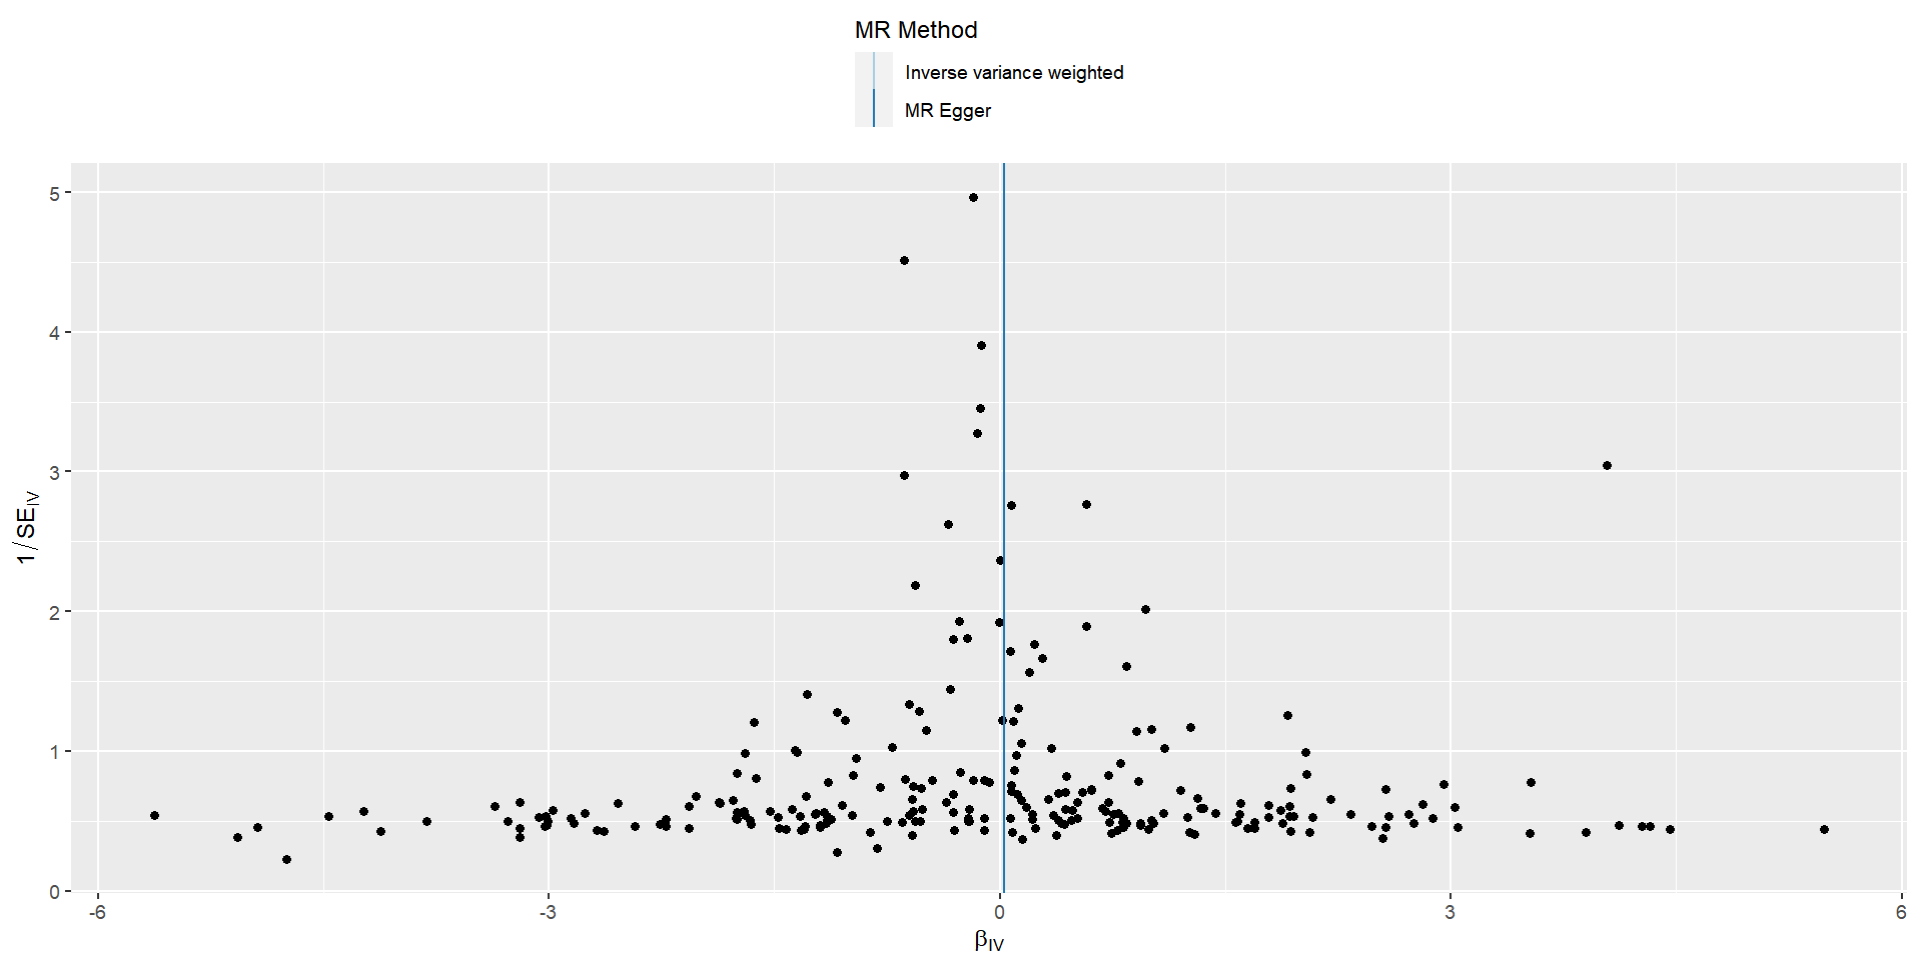 MR Method
Inverse variance weighted
MR Egger
5
4
3
2
1
0
1/SE_IV
-6
-3
0
3
6
β_IV